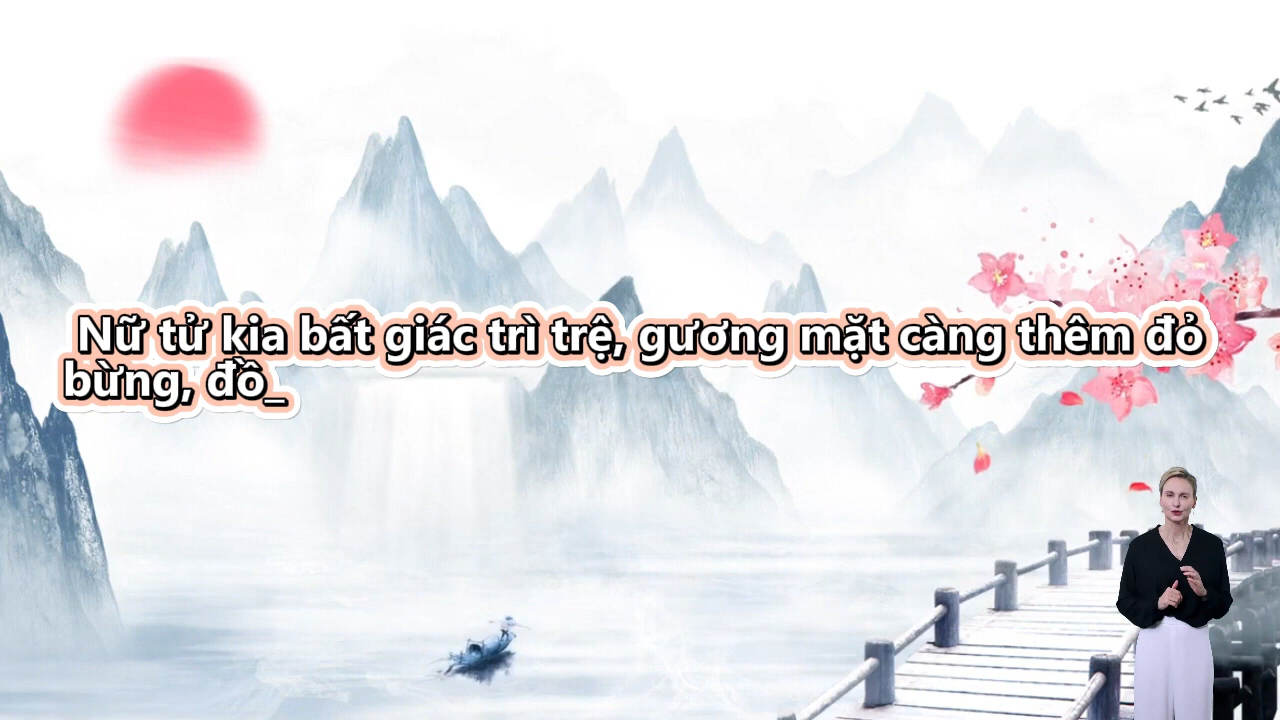 Nữ tử kia bất giác trì trệ, gương mặt càng thêm đỏ
bừng, đồ_